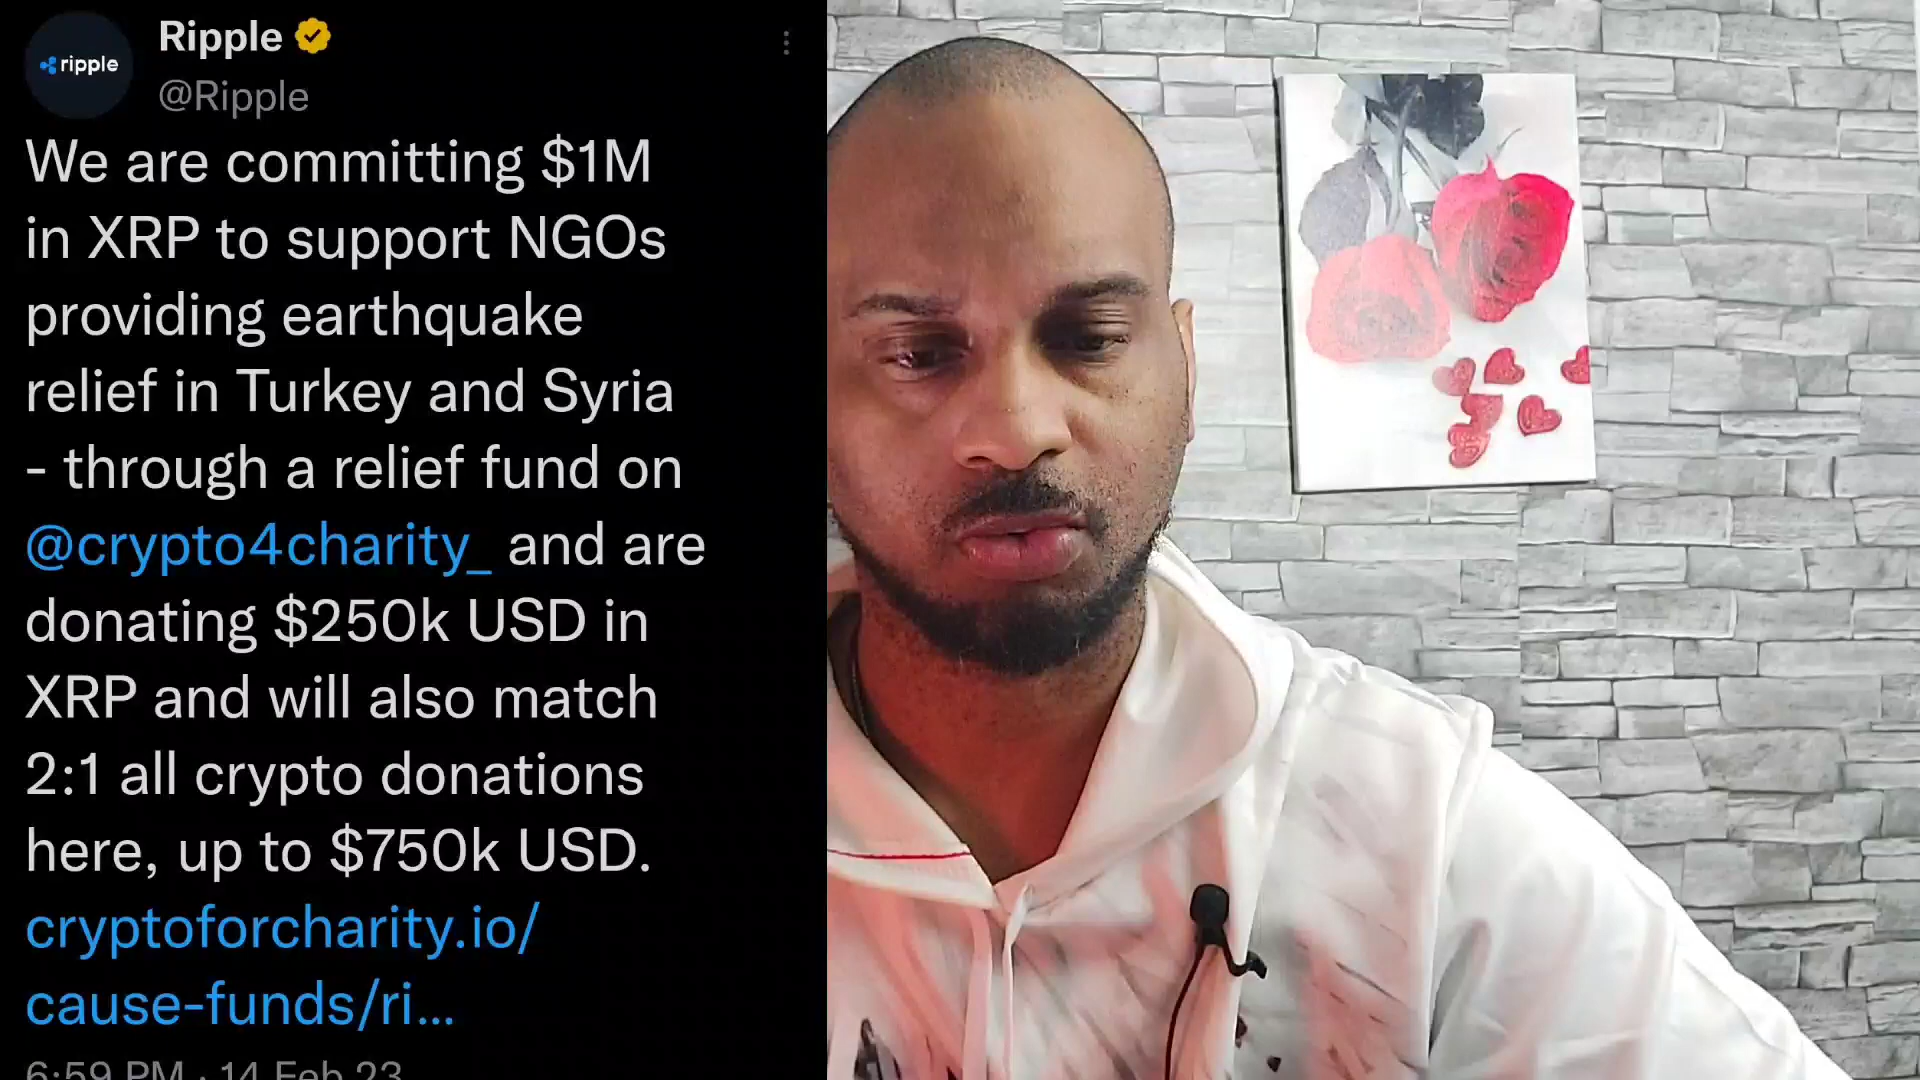 ripple
Ripple
@Ripple
We are committing $1M
in XRP to support NGOs
providing earthquake
relief in Turkey and Syria
- through a relief fund on
@crypto4charity_ and are
donating $250k USD in
XRP and will also match
2:1 all crypto donations
here, up to $750k USD.
cryptoforcharity.io/
cause-funds/ri...
6:59 PM · 14 Feb 23